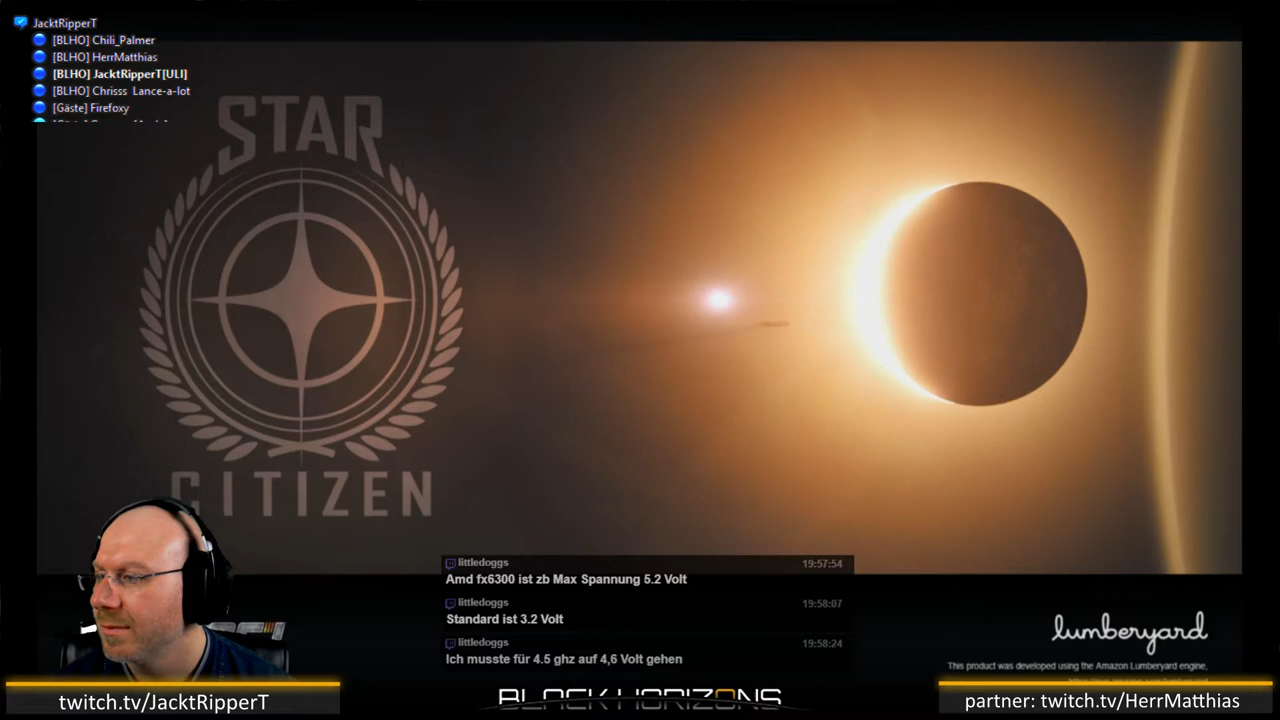 JacktRipperT
[BLHO] Chili_Palmer
[BLHO] HerrMatthias
[BLHO] JacktRipperT[ULI]
[BLHO] Chrisss Lance-a-lot
[Gäste] Firefoxy
STAR
CITIZEN
littledoggs 19:57:54
Amd fx6300 ist zb Max Spannung 5.2 Volt
littledoggs 19:58:07
Standard ist 3.2 Volt
littledoggs 19:58:24
Ich musste für 4.5 ghz auf 4,6 Volt gehen
lumberyard
This product was developed using the Amazon Lumberyard engine,
BLACK HORIZONS
twitch.tv/JacktRipperT
partner: twitch.tv/HerrMatthias